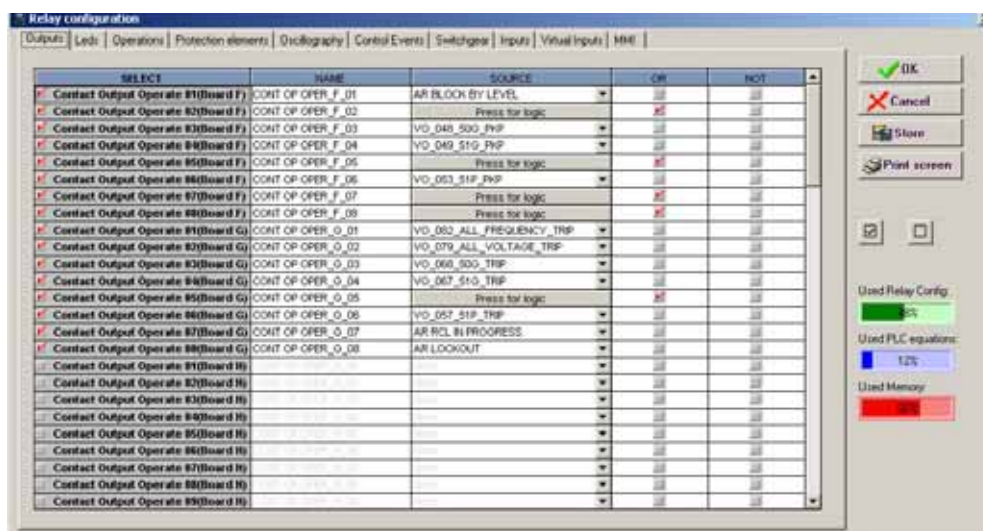 Relay configuration
Outputs Leds Operations Protection elements Oscillography Control Events Switchgear Inputs Virtual Inputs MMI
SELECT NAME SOURCE OR NOT
Contact Output Operate 01(Board F) CONT OP OPER_F_01 AR BLOCK BY LEVEL
Contact Output Operate 02(Board F) CONT OP OPER_F_02 Press for logic
Contact Output Operate 03(Board F) CONT OP OPER_F_03 VO_048_50G_PKP
Contact Output Operate 04(Board F) CONT OP OPER_F_04 VO_049_51G_PKP
Contact Output Operate 05(Board F) CONT OP OPER_F_05 Press for logic
Contact Output Operate 06(Board F) CONT OP OPER_F_06 VO_053_51P_PKP
Contact Output Operate 07(Board F) CONT OP OPER_F_07 Press for logic
Contact Output Operate 08(Board F) CONT OP OPER_F_08 Press for logic
Contact Output Operate 01(Board G) CONT OP OPER_G_01 VO_082_ALL_FREQUENCY_TRIP
Contact Output Operate 02(Board G) CONT OP OPER_G_02 VO_079_ALL_VOLTAGE_TRIP
Contact Output Operate 03(Board G) CONT OP OPER_G_03 VO_068_50G_TRIP
Contact Output Operate 04(Board G) CONT OP OPER_G_04 VO_067_51G_TRIP
Contact Output Operate 05(Board G) CONT OP OPER_G_05 Press for logic
Contact Output Operate 06(Board G) CONT OP OPER_G_06 VO_057_51P_TRIP
Contact Output Operate 07(Board G) CONT OP OPER_G_07 AR RCL IN PROGRESS
Contact Output Operate 08(Board G) CONT OP OPER_G_08 AR LOCKOUT
Contact Output Operate 01(Board H)
Contact Output Operate 02(Board H)
Contact Output Operate 03(Board H)
Contact Output Operate 04(Board H)
Contact Output Operate 05(Board H)
Contact Output Operate 06(Board H)
Contact Output Operate 07(Board H)
Contact Output Operate 08(Board H)
Contact Output Operate 09(Board H)
OK
Cancel
Store
Print screen
Used Relay Config
Used PLC equations:
12%
Used Memory